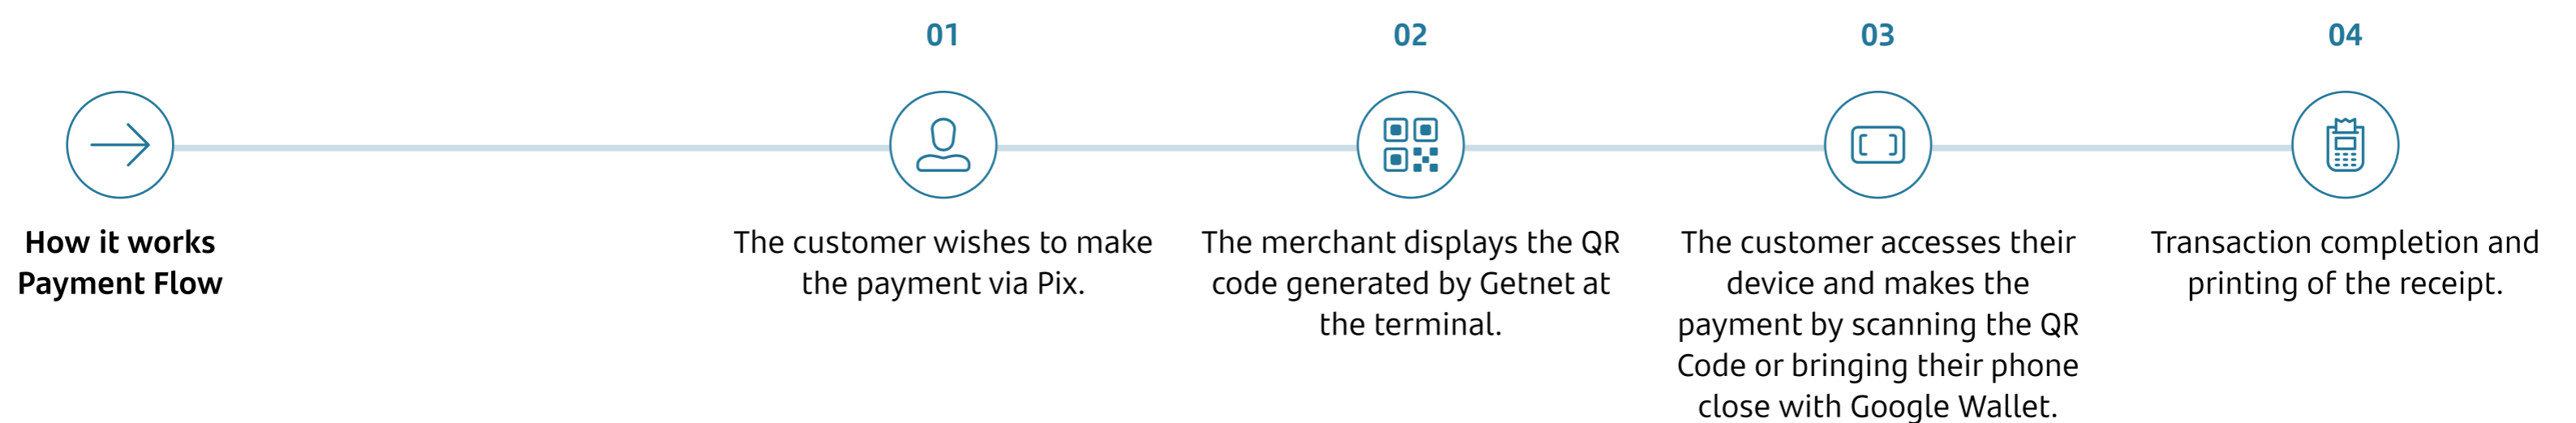 How it works
Payment Flow
01
The customer wishes to make
the payment via Pix.
02
The merchant displays the QR
code generated by Getnet at
the terminal.
03
The customer accesses their
device and makes the
payment by scanning the QR
Code or bringing their phone
close with Google Wallet.
04
Transaction completion and
printing of the receipt.